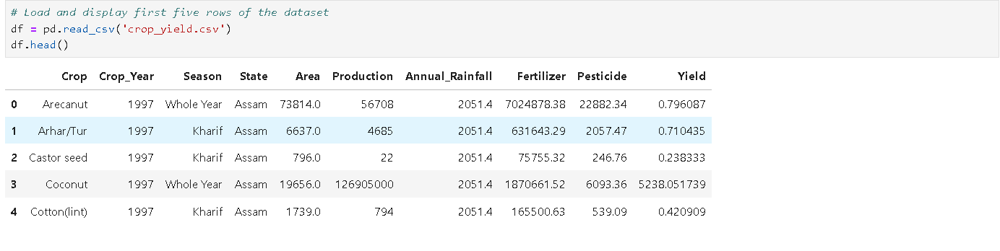 # Load and display first five rows of the dataset
df = pd.read_csv('crop_yield.csv')
df.head()
Crop Crop_Year Season State Area Production Annual_Rainfall Fertilizer Pesticide Yield
0 Arecanut 1997 Whole Year Assam 73814.0 56708 2051.4 7024878.38 22882.34 0.796087
1 Arhar/Tur 1997 Kharif Assam 6637.0 4685 2051.4 631643.29 2057.47 0.710435
2 Castor seed 1997 Kharif Assam 796.0 22 2051.4 75755.32 246.76 0.238333
3 Coconut 1997 Whole Year Assam 19656.0 126905000 2051.4 1870661.52 6093.36 5238.051739
4 Cotton(lint) 1997 Kharif Assam 1739.0 794 2051.4 165500.63 539.09 0.420909